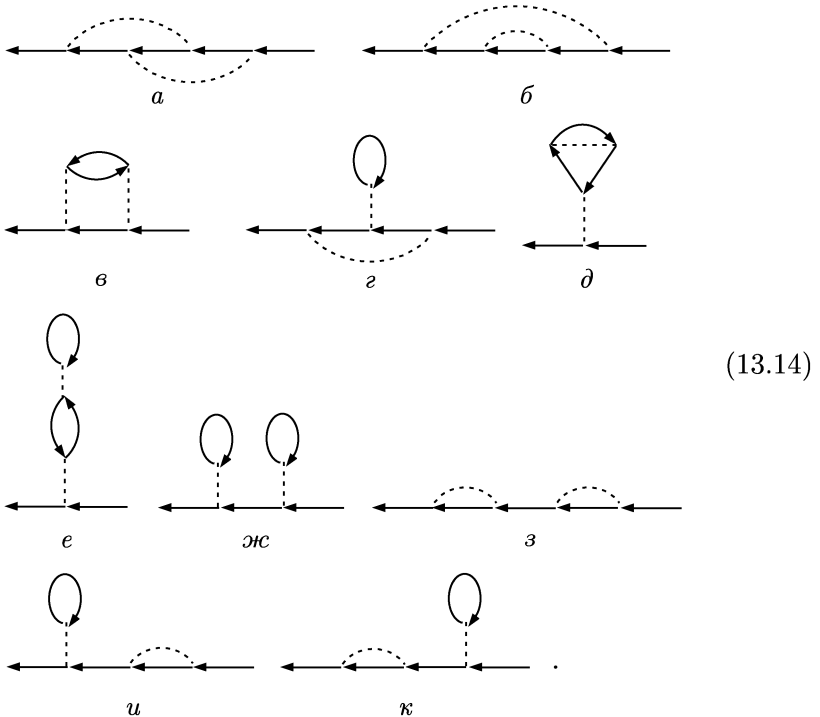 а б
в г д
(13.14)
е ж з
и к